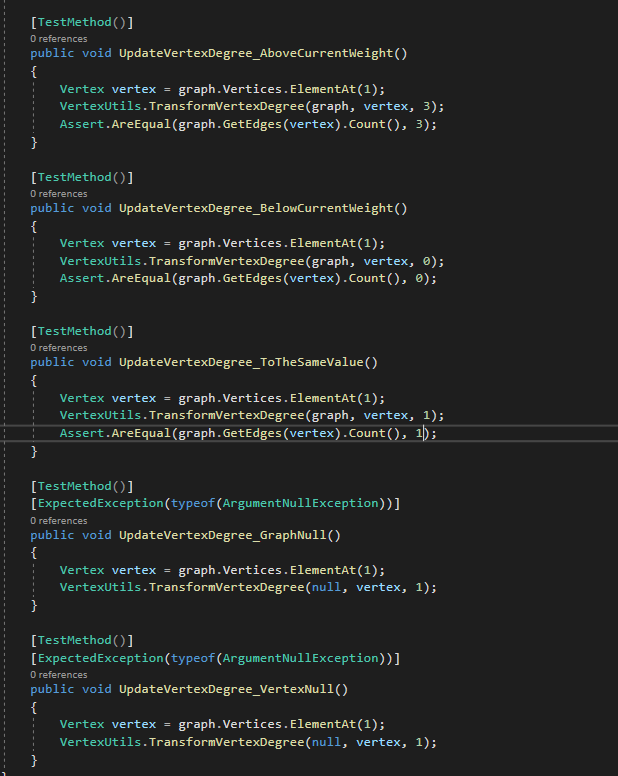 [TestMethod()]
0 references
public void UpdateVertexDegree_AboveCurrentWeight()
{
Vertex vertex = graph.Vertices.ElementAt(1);
VertexUtils.TransformVertexDegree(graph, vertex, 3);
Assert.AreEqual(graph.GetEdges(vertex).Count(), 3);
}
[TestMethod()]
0 references
public void UpdateVertexDegree_BelowCurrentWeight()
{
Vertex vertex = graph.Vertices.ElementAt(1);
VertexUtils.TransformVertexDegree(graph, vertex, 0);
Assert.AreEqual(graph.GetEdges(vertex).Count(), 0);
}
[TestMethod()]
0 references
public void UpdateVertexDegree_ToTheSameValue()
{
Vertex vertex = graph.Vertices.ElementAt(1);
VertexUtils.TransformVertexDegree(graph, vertex, 1);
Assert.AreEqual(graph.GetEdges(vertex).Count(), 1);
}
[TestMethod()]
[ExpectedException(typeof(ArgumentNullException))]
0 references
public void UpdateVertexDegree_GraphNull()
{
Vertex vertex = graph.Vertices.ElementAt(1);
VertexUtils.TransformVertexDegree(null, vertex, 1);
}
[TestMethod()]
[ExpectedException(typeof(ArgumentNullException))]
0 references
public void UpdateVertexDegree_VertexNull()
{
Vertex vertex = graph.Vertices.ElementAt(1);
VertexUtils.TransformVertexDegree(null, vertex, 1);
}